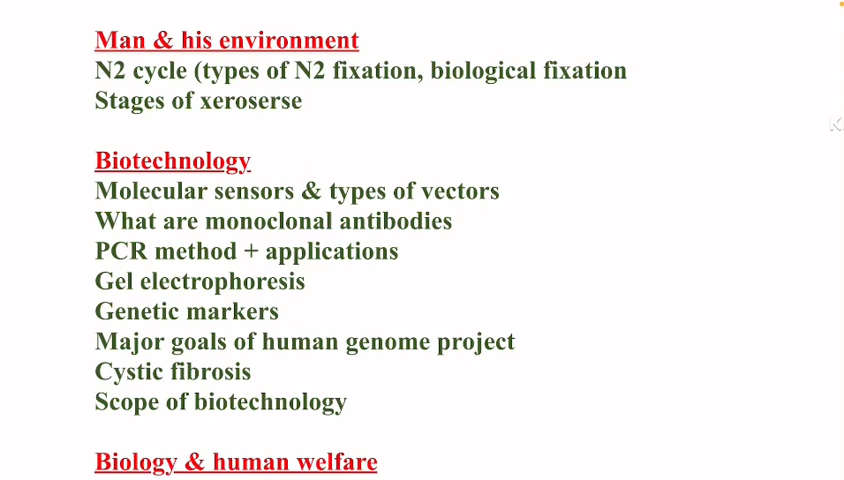 Man & his environment
N2 cycle (types of N2 fixation, biological fixation
Stages of xeroserse
Biotechnology
Molecular sensors & types of vectors
What are monoclonal antibodies
PCR method + applications
Gel electrophoresis
Genetic markers
Major goals of human genome project
Cystic fibrosis
Scope of biotechnology
Biology & human welfare